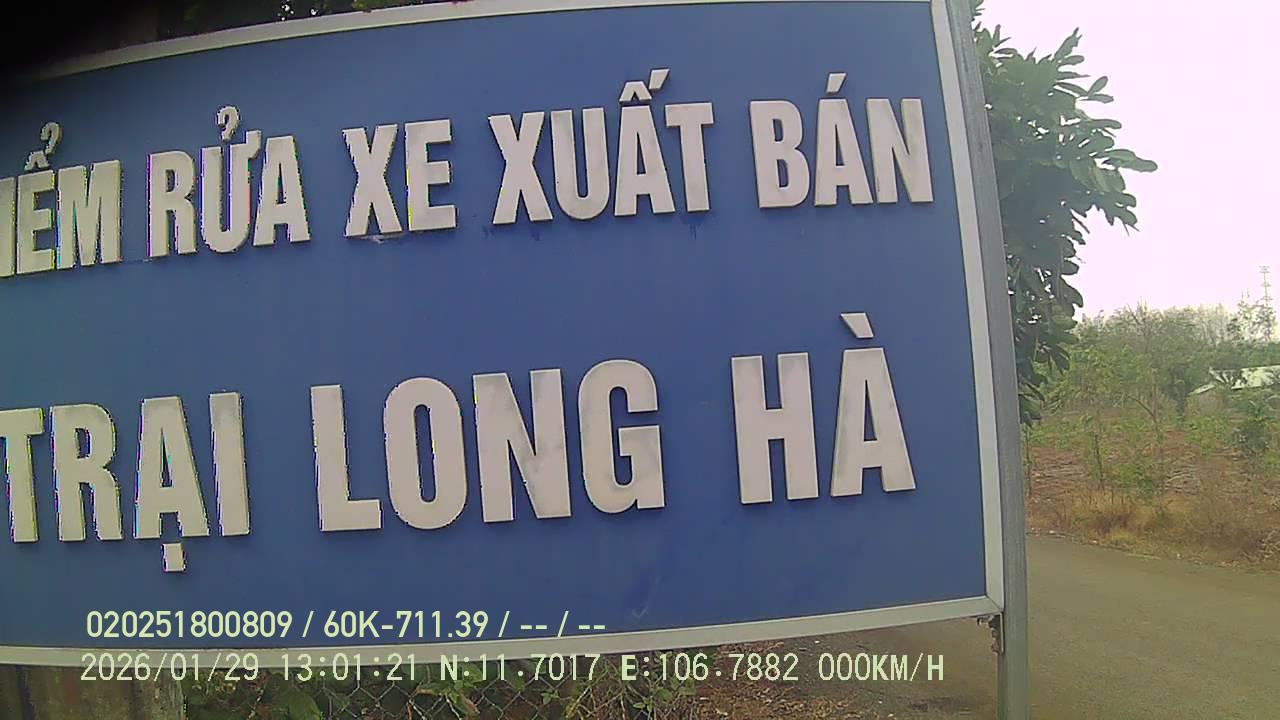 IỂM RỬA XE XUẤT BÁN
TRẠI LONG HÀ
020251800809 / 60K-711.39 / -- / --
2026/01/29 13:01:21 N:11.7017 E:106.7882 000KM/H